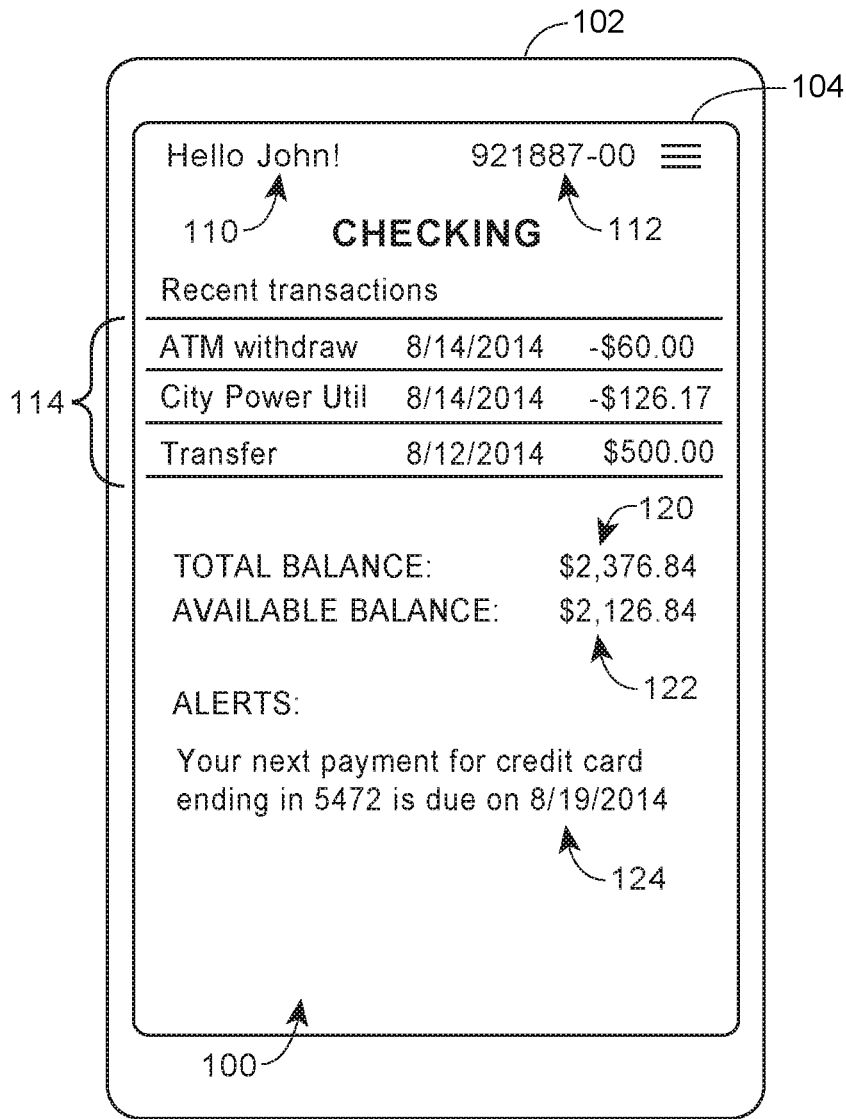 102
104
Hello John! 921887-00
110 CHECKING 112
Recent transactions
ATM withdraw 8/14/2014 -$60.00
114 City Power Util 8/14/2014 -$126.17
Transfer 8/12/2014 $500.00
120
TOTAL BALANCE: $2,376.84
AVAILABLE BALANCE: $2,126.84
122
ALERTS:
Your next payment for credit card
ending in 5472 is due on 8/19/2014
124
100